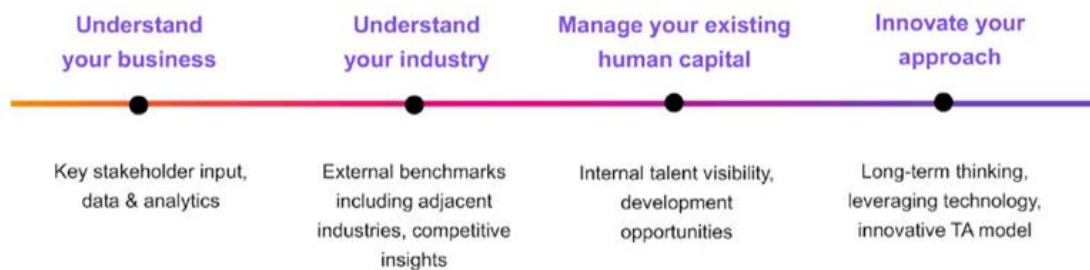 Understand
your business
Understand
your industry
Manage your existing
human capital
Innovate your
approach
Key stakeholder input,
data & analytics
External benchmarks
including adjacent
industries, competitive
insights
Internal talent visibility,
development
opportunities
Long-term thinking,
leveraging technology,
innovative TA model